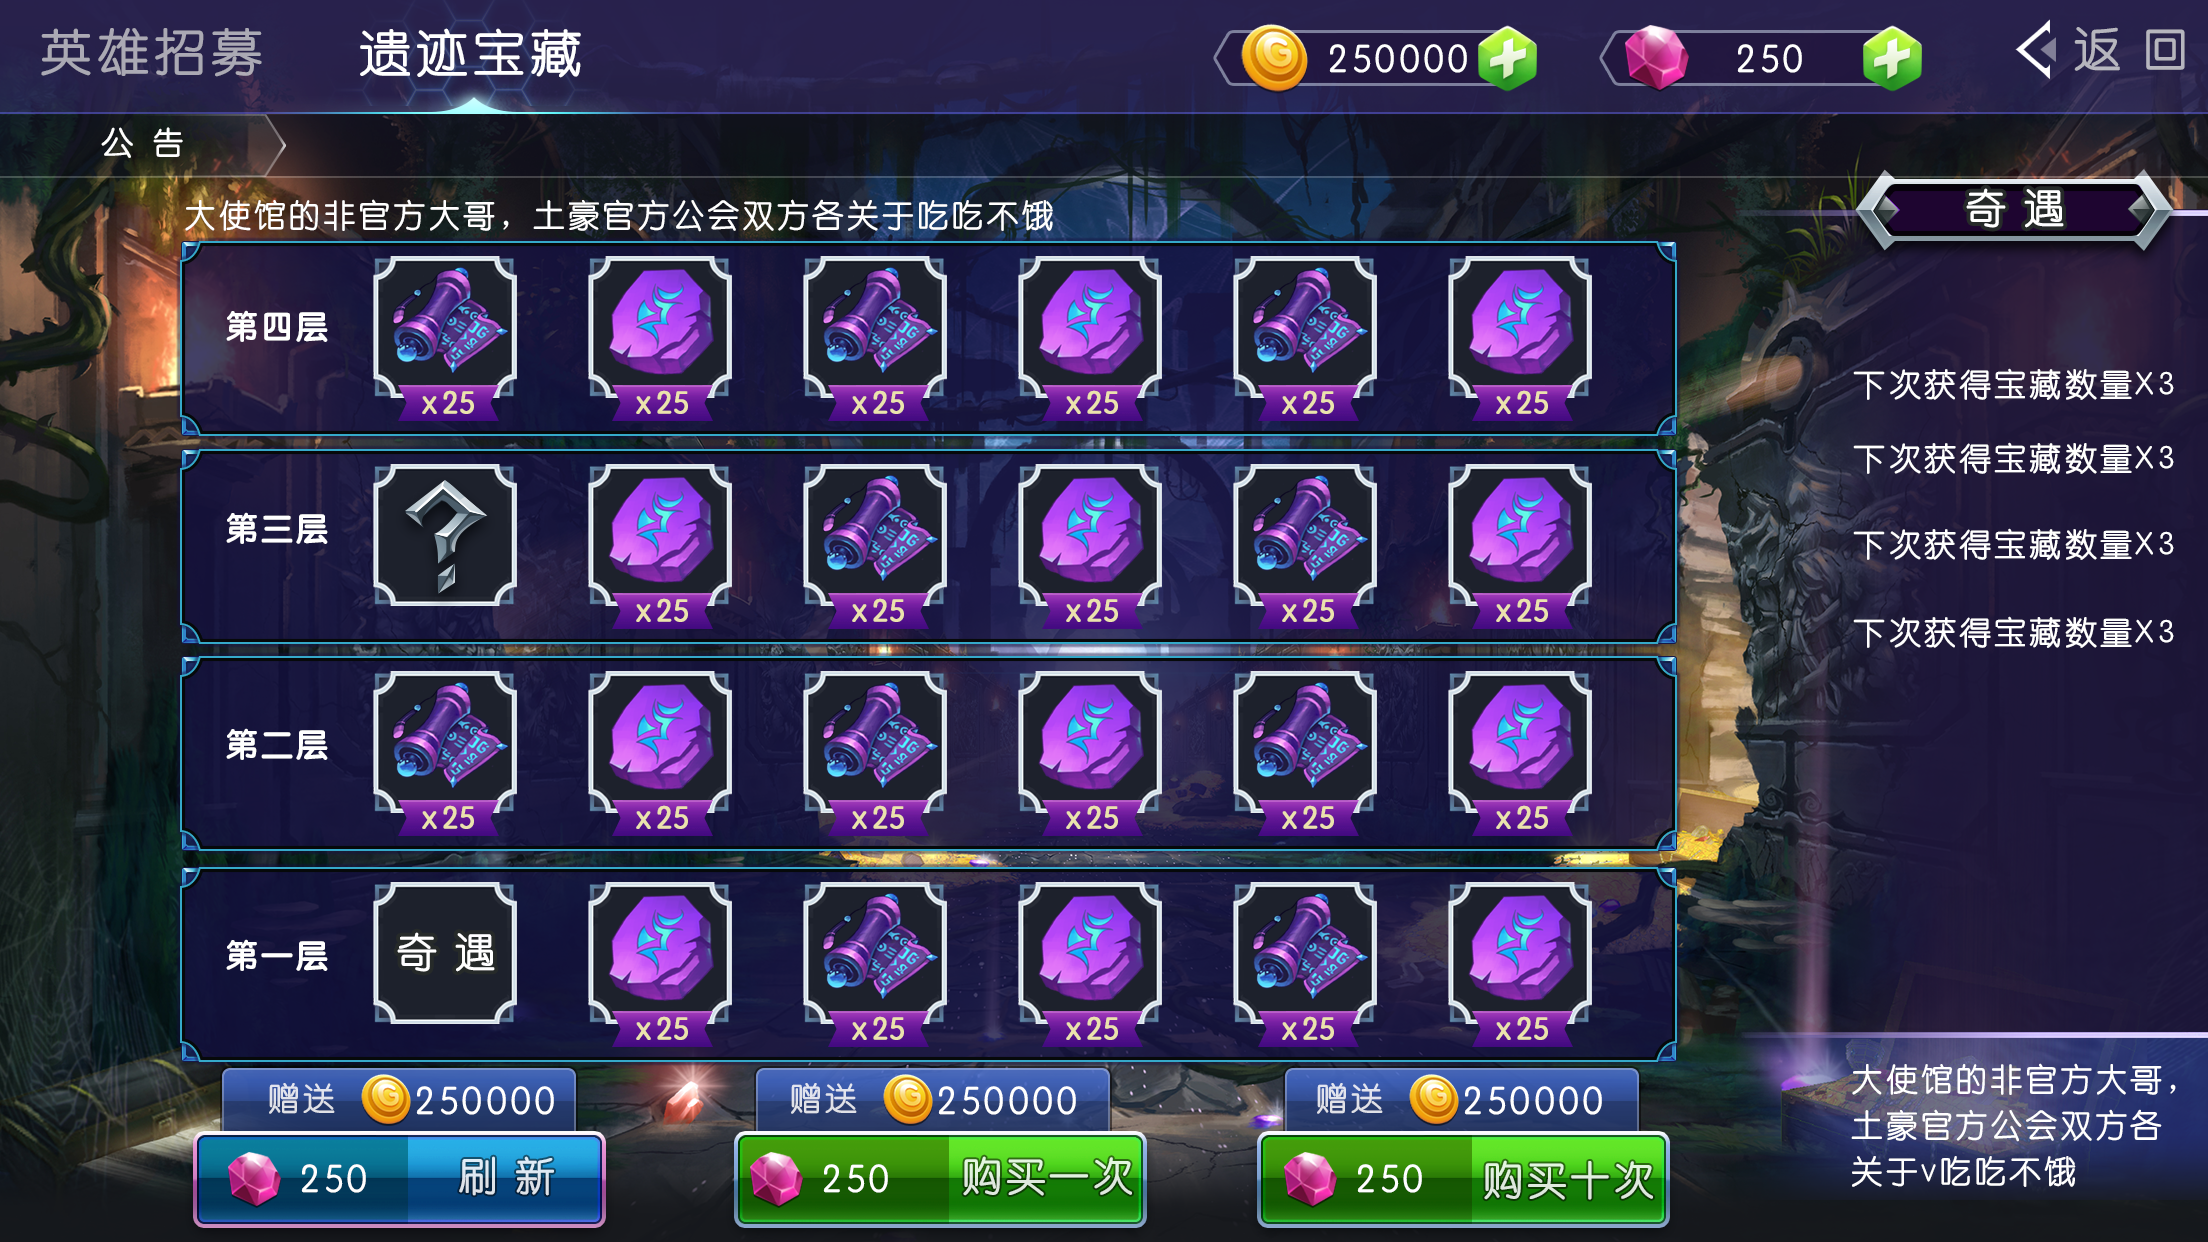 英雄招募 遗迹宝藏 250000 250 返回
公告
大使馆的非官方大哥，土豪官方公会双方各关于吃吃不饿
奇遇
第四层
x25 x25 x25 x25 x25 x25
下次获得宝藏数量X3
下次获得宝藏数量X3
第三层
x25 x25 x25 x25 x25
下次获得宝藏数量X3
下次获得宝藏数量X3
第二层
x25 x25 x25 x25 x25 x25
第一层 奇遇
x25 x25 x25 x25 x25
赠送 250000 赠送 250000 赠送 250000
250 刷新 250 购买一次 250 购买十次
大使馆的非官方大哥，
土豪官方公会双方各
关于v吃吃不饿